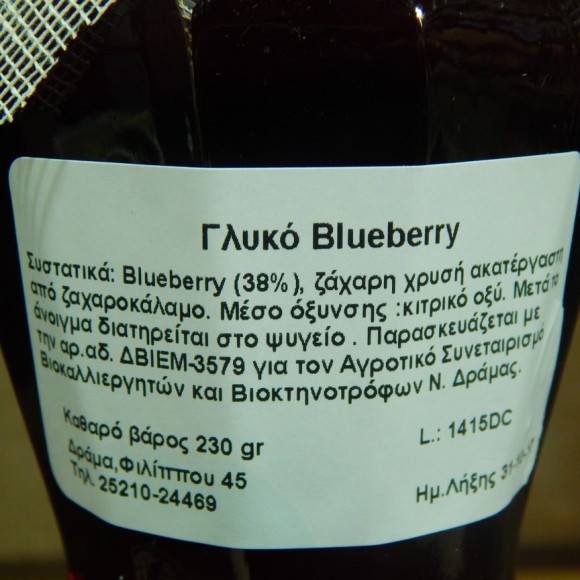 Γλυκό Blueberry
Συστατικά: Blueberry (38%), ζάχαρη χρυσή ακατέργαστη
από ζαχαροκάλαμο. Μέσο όξυνσης :κιτρικό οξύ. Μετά το
άνοιγμα διατηρείται στο ψυγείο . Παρασκευάζεται με
την αρ.αδ. ΔΒΙΕΜ-3579 για τον Αγροτικό Συνεταιρισμό
Βιοκαλλιεργητών και Βιοκτηνοτρόφων Ν. Δράμας.
Καθαρό βάρος 230 gr
L.: 1415DC
Δράμα,Φιλίππου 45
Τηλ. 25210-24469
Ημ.Λήξης